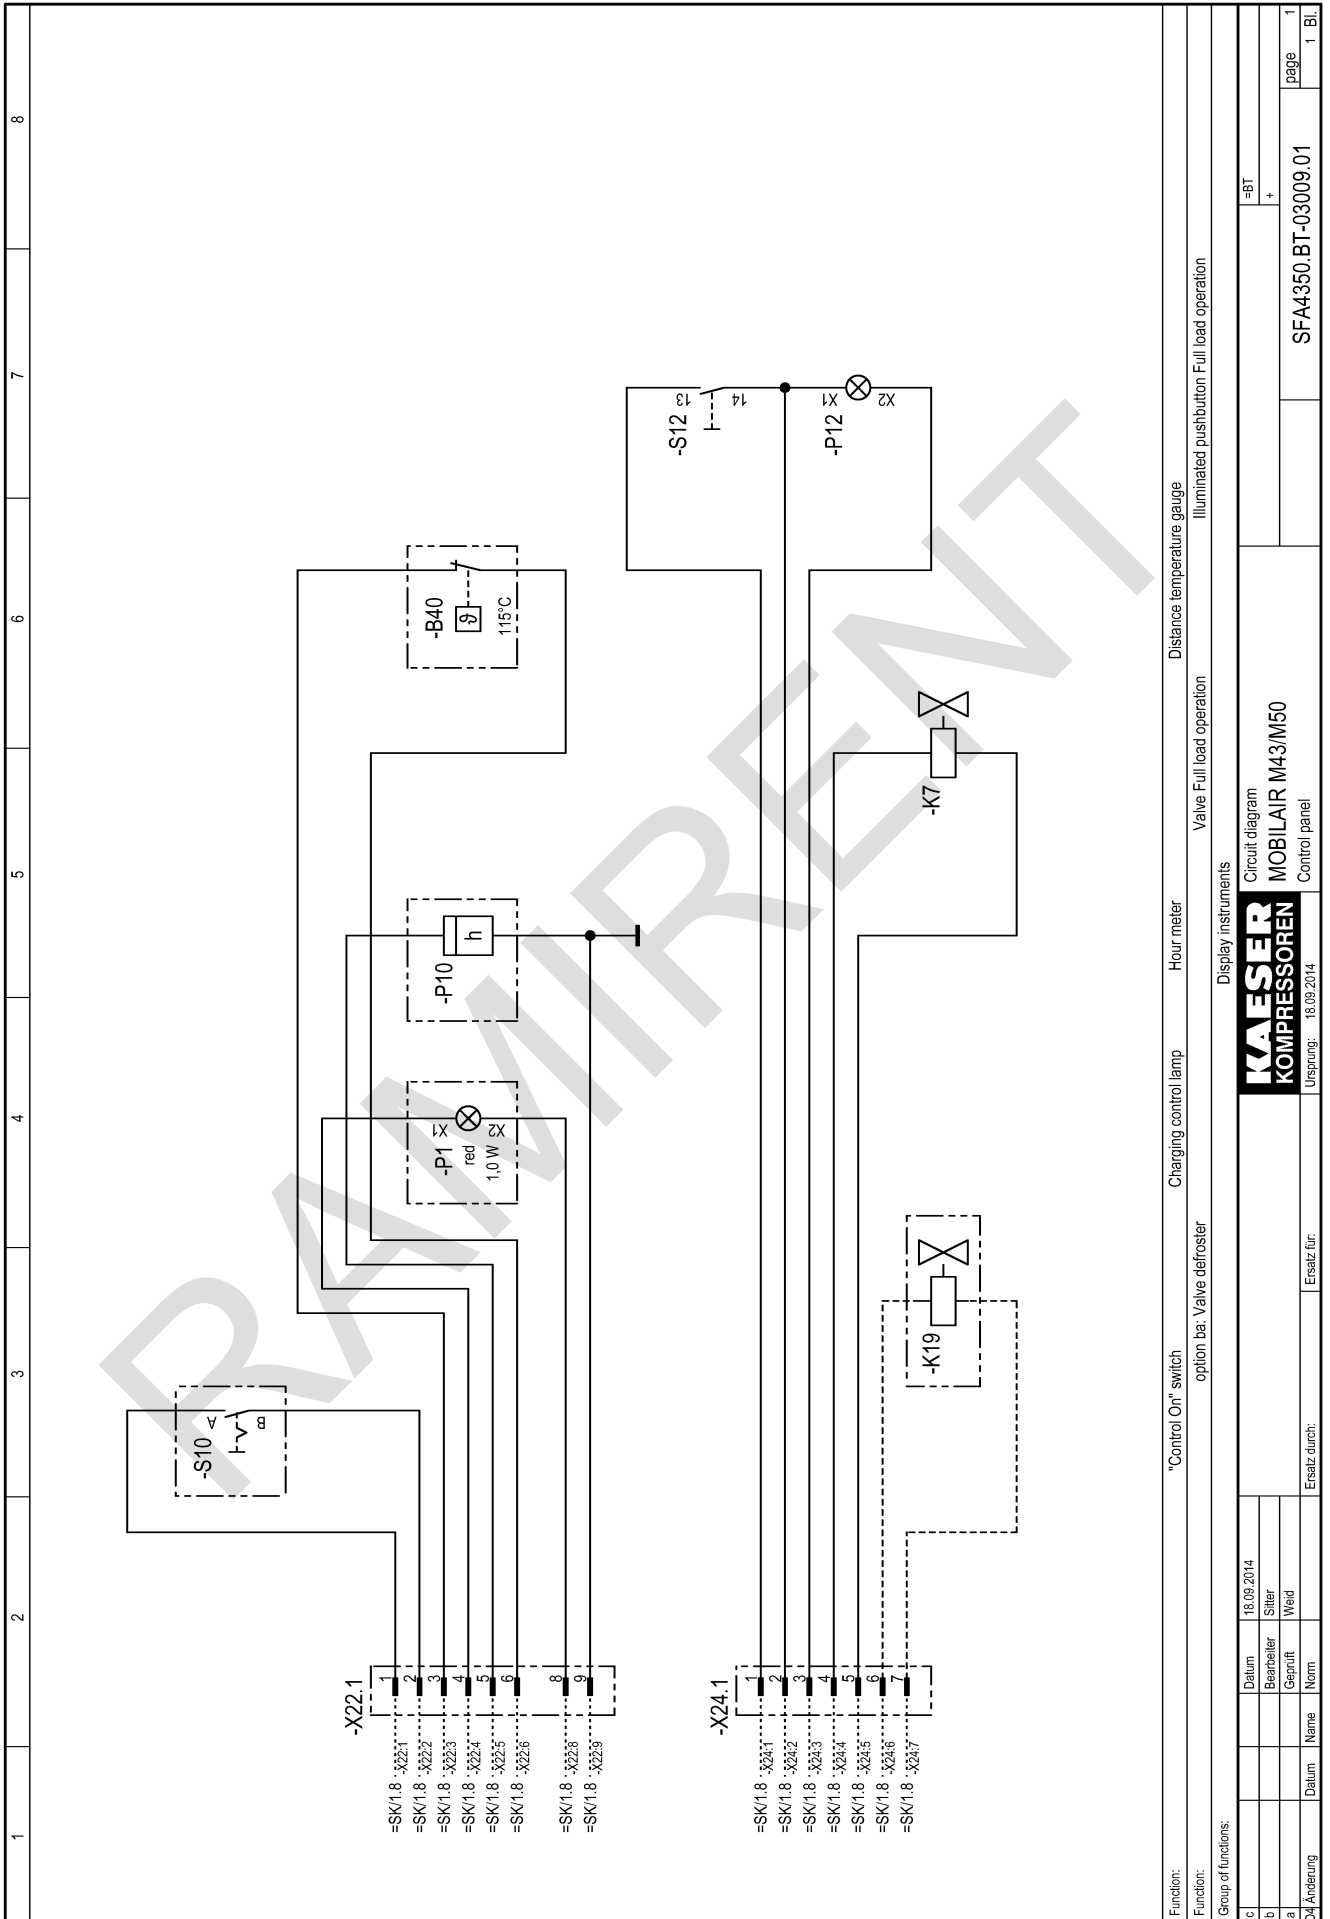 1
2
3
4
5
6
7
8
=SK/1.8
-X22:1
=SK/1.8
-X22:2
=SK/1.8
-X22:3
=SK/1.8
-X22:4
=SK/1.8
-X22:5
=SK/1.8
-X22:6
=SK/1.8
-X22:8
=SK/1.8
-X22:9
-X22.1
1
2
3
4
5
6
8
9
-S10
A
B
-P1
red
1,0 W
X1
X2
-P10
h
-B40
ϑ
115°C
=SK/1.8
-X24:1
=SK/1.8
-X24:2
=SK/1.8
-X24:3
=SK/1.8
-X24:4
=SK/1.8
-X24:5
=SK/1.8
-X24:6
=SK/1.8
-X24:7
-X24.1
1
2
3
4
5
6
7
-K19
-K7
-S12
13
14
-P12
X1
X2
RAMIRENT
Function: "Control On" switch Charging control lamp Hour meter Distance temperature gauge
Function: option ba: Valve defroster Valve Full load operation Illuminated pushbutton Full load operation
Group of functions: Display instruments
c
b
a
04 Änderung Datum Name
Datum 18.09.2014
Bearbeiter Sitter
Geprüft Weid
Norm
Ersatz durch:
Ersatz für:
KAESER
KOMPRESSOREN
Ursprung: 18.09.2014
Circuit diagram
MOBILAIR M43/M50
Control panel
=BT
+
SFA4350.BT-03009.01
page 1
1 Bl.